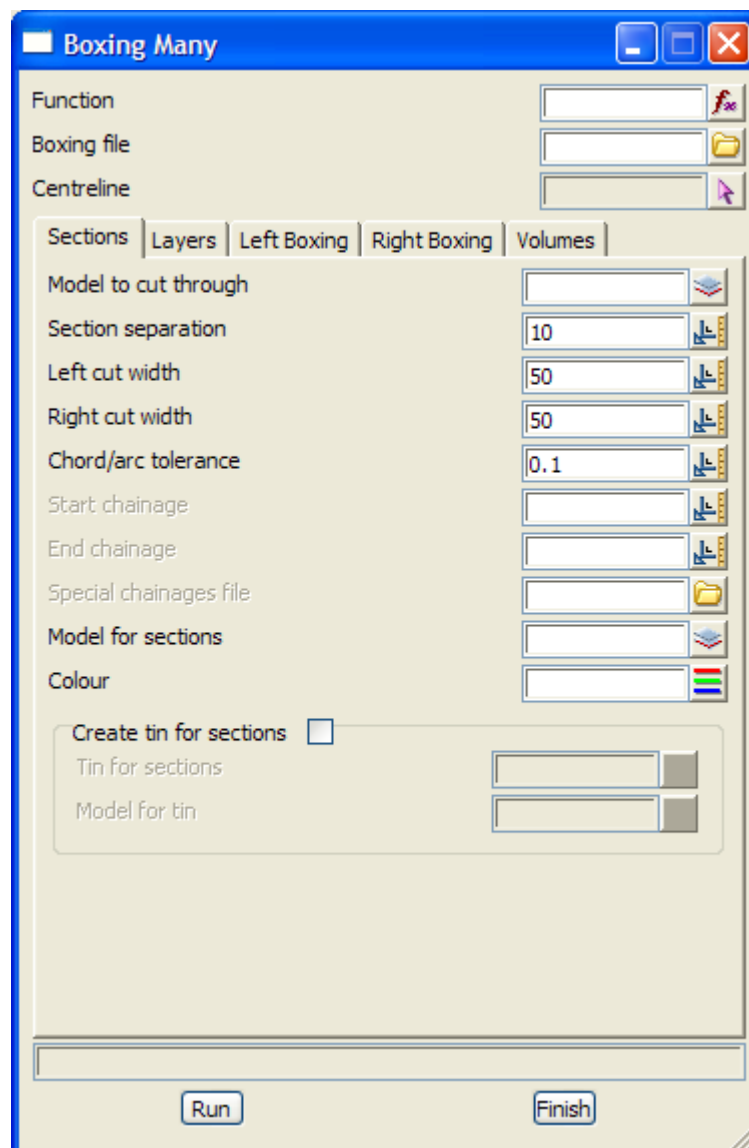 Boxing Many
Function
Boxing file
Centreline
Sections Layers Left Boxing Right Boxing Volumes
Model to cut through
Section separation 10
Left cut width 50
Right cut width 50
Chord/arc tolerance 0.1
Start chainage
End chainage
Special chainages file
Model for sections
Colour
Create tin for sections
Tin for sections
Model for tin
Run Finish